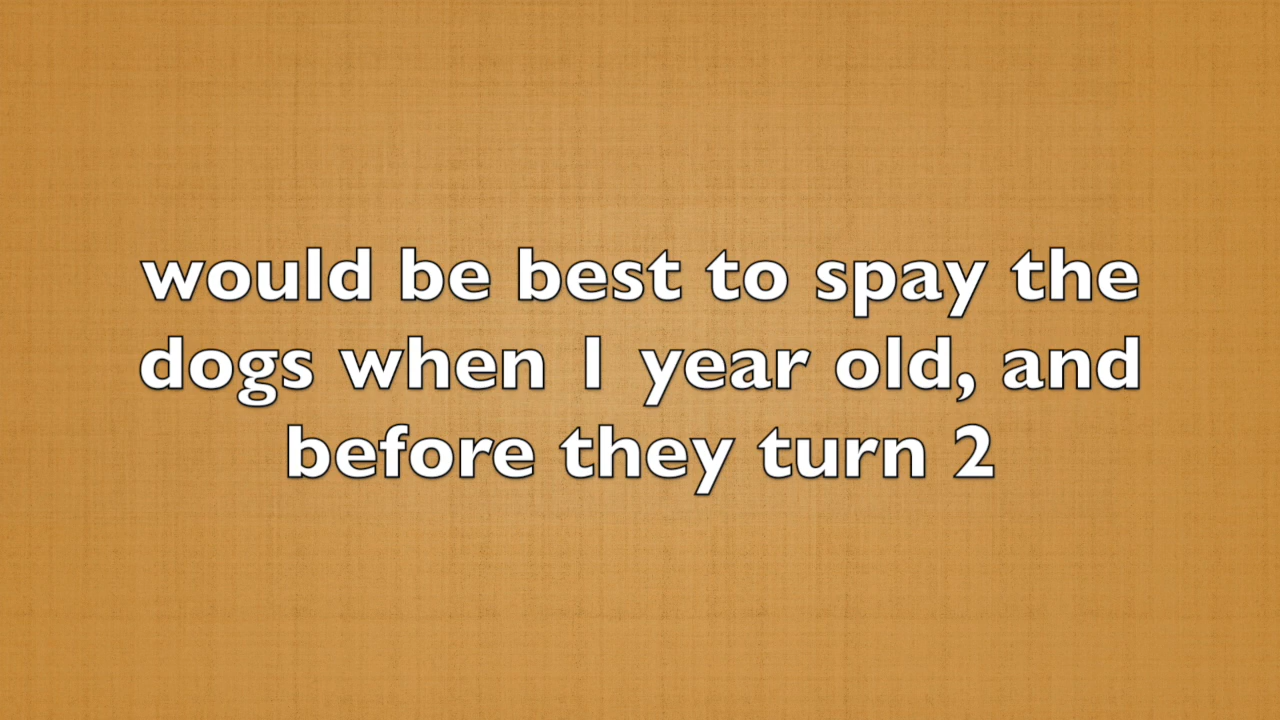 would be best to spay the
dogs when 1 year old, and
before they turn 2